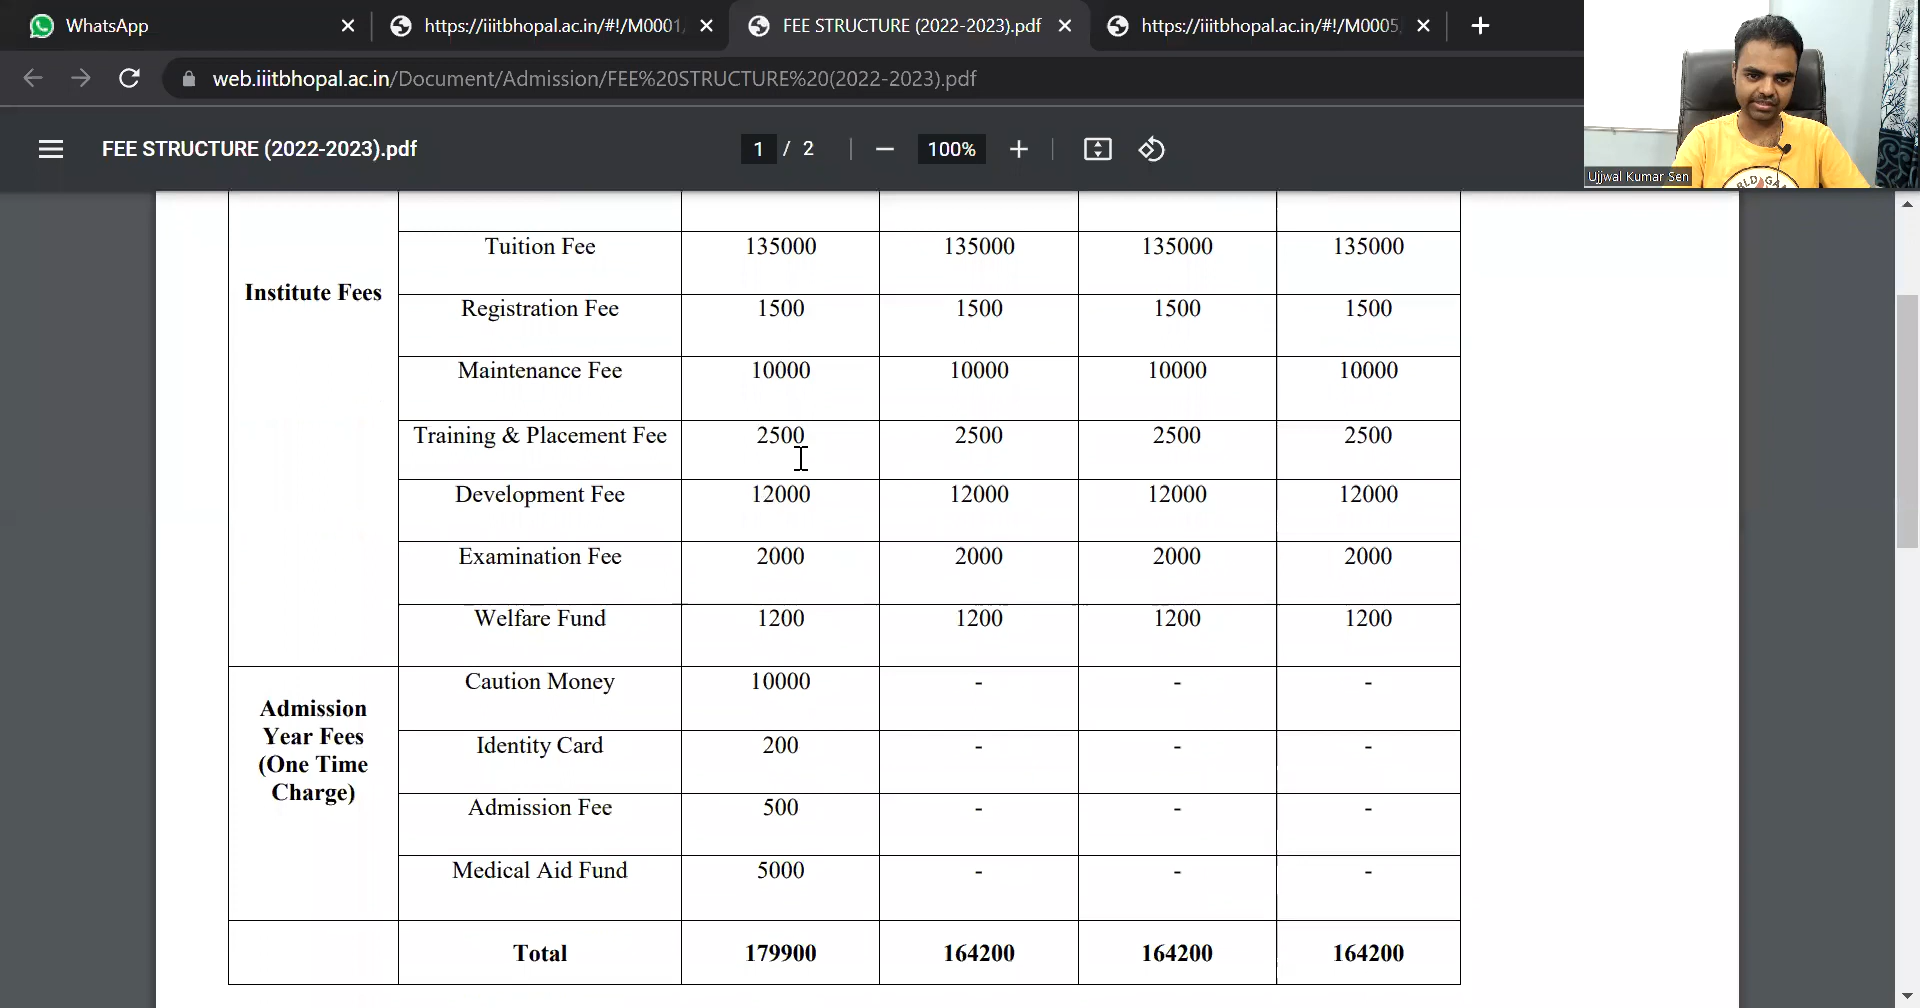 WhatsApp
https://iiitbhopal.ac.in/#!/M0001
FEE STRUCTURE (2022-2023).pdf
https://iiitbhopal.ac.in/#!/M0005
web.iiitbhopal.ac.in/Document/Admission/FEE%20STRUCTURE%20(2022-2023).pdf
FEE STRUCTURE (2022-2023).pdf 1 / 2 100%
Ujjwal Kumar Sen
Institute Fees
Tuition Fee 135000 135000 135000 135000
Registration Fee 1500 1500 1500 1500
Maintenance Fee 10000 10000 10000 10000
Training & Placement Fee 2500 2500 2500 2500
Development Fee 12000 12000 12000 12000
Examination Fee 2000 2000 2000 2000
Welfare Fund 1200 1200 1200 1200
Admission
Year Fees
(One Time
Charge)
Caution Money 10000 - - -
Identity Card 200 - - -
Admission Fee 500 - - -
Medical Aid Fund 5000 - - -
Total 179900 164200 164200 164200